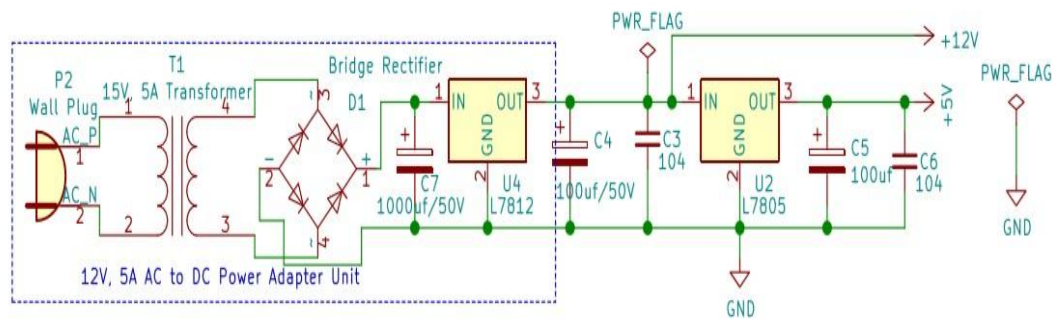 PWR_FLAG
+12V
P2
Wall Plug
T1
15V, 5A Transformer
Bridge Rectifier
D1
PWR_FLAG
AC_P
1
AC_N
2
1
2
4
3
~
3
-
2
+
1
~
4
+
C7
1000uf/50V
1
IN
OUT
3
GND
2
U4
L7812
+
C4
100uf/50V
C3
104
1
IN
OUT
3
GND
2
U2
L7805
+
C5
100uf
C6
104
+5V
GND
GND
12V, 5A AC to DC Power Adapter Unit